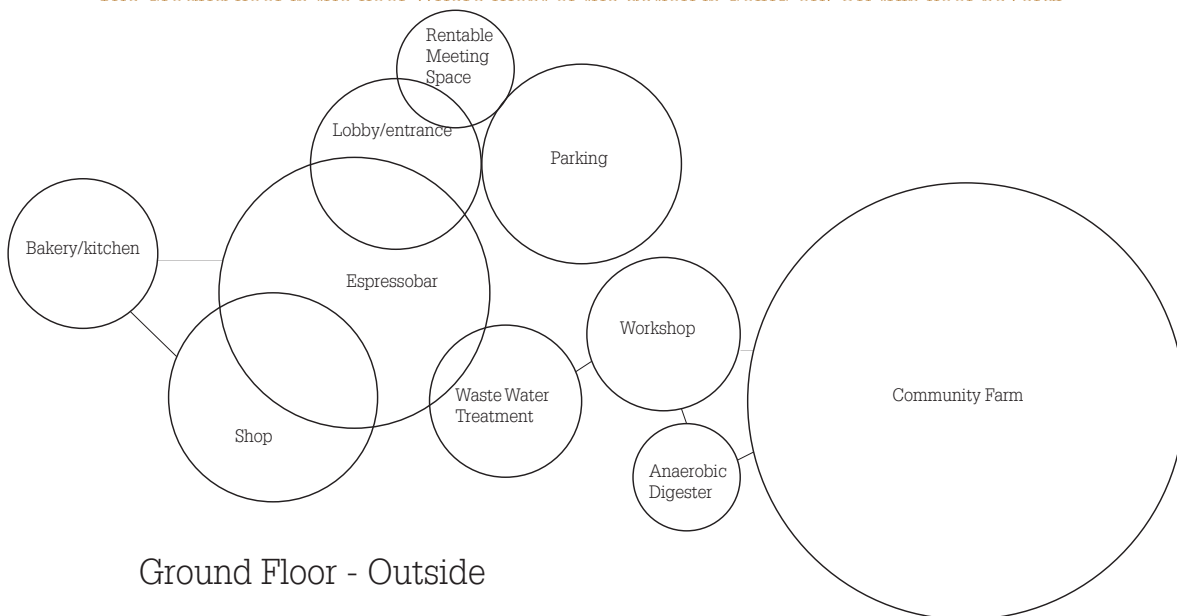 Rentable
Meeting
Space
Lobby/entrance
Parking
Bakery/kitchen
Espressobar
Workshop
Community Farm
Waste Water
Treatment
Shop
Anaerobic
Digester
Ground Floor - Outside